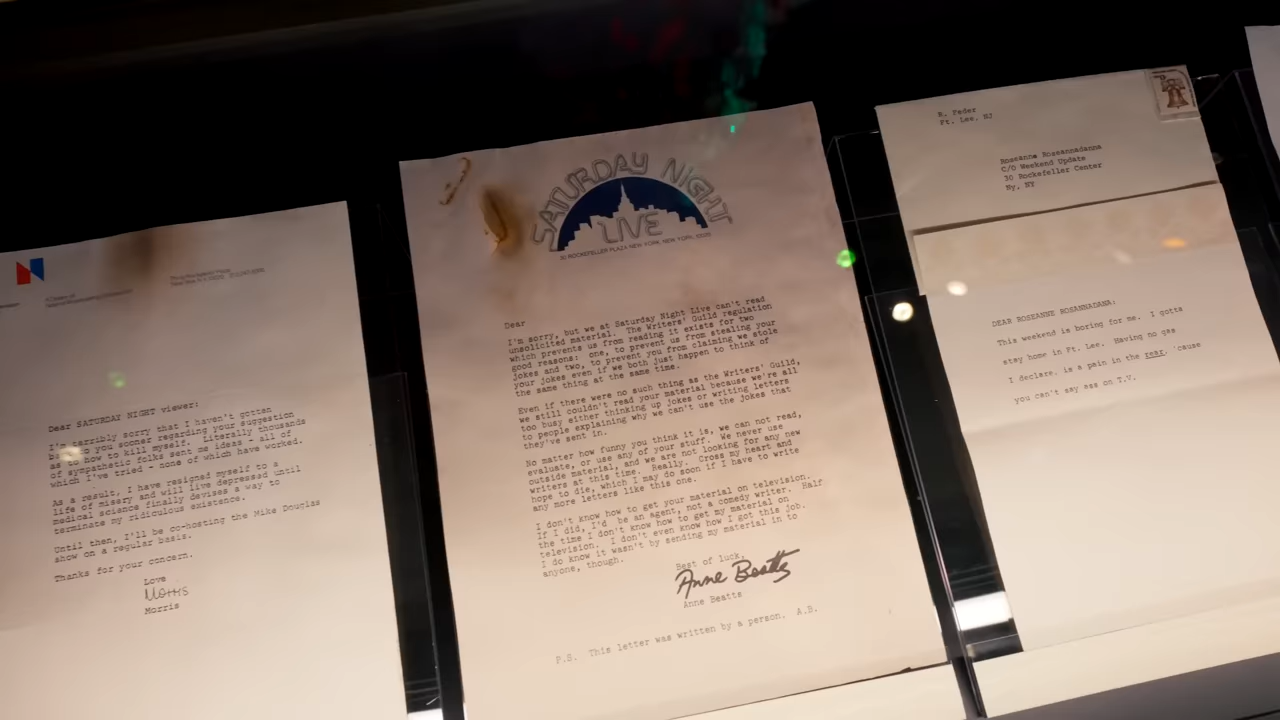 Dear SATURDAY NIGHT viewer:
I'm terribly sorry that I haven't gotten
to you sooner regarding your suggestion
as to how to kill myself. Literally thousands
of sympathetic folks sent me ideas - all of
which I've tried - none of which have worked.
As a result, I have resigned myself to a
life of misery and will live depressed until
medical science finally devises a way to
terminate my ridiculous existence.
Until then, I'll be co-hosting the Mike Douglas
show on a regular basis.
Thanks for your concern.
Love
Morris
Morris
SATURDAY NIGHT
LIVE
30 ROCKEFELLER PLAZA NEW YORK, NEW YORK, 10020
Dear
I'm sorry, but we at Saturday Night Live can't read
unsolicited material. The Writers' Guild regulation
which prevents us from reading it exists for two
good reasons: one, to prevent us from stealing your
jokes and two, to prevent you from claiming we stole
your jokes even if we both just happen to think of
the same thing at the same time.
Even if there were no such thing as the Writers' Guild,
we still couldn't read your material because we're all
too busy either thinking up jokes or writing letters
to people explaining why we can't use the jokes that
they've sent in.
No matter how funny you think it is, we can not read,
evaluate, or use any of your stuff. We never use
outside material, and we are not looking for any new
writers at this time. Really. Cross my heart and
hope to die, which I may do soon if I have to write
any more letters like this one.
I don't know how to get your material on television.
If I did, I'd be an agent, not a comedy writer. Half
the time I don't know how to get my material on
television. I don't even know how I got this job.
I do know it wasn't by sending my material in to
anyone, though.
Best of luck,
Anne Beatts
Anne Beatts
P.S. This letter was written by a person. A.B.
R. Feder
Ft. Lee, NJ
Roseanne Roseannadanna
C/O Weekend Update
30 Rockefeller Center
Ny, NY
DEAR ROSEANNE ROSANNADANA:
This weekend is boring for me. I gotta
stay home in Ft. Lee. Having no gas
I declare, is a pain in the rear, 'cause
you can't say ass on T.V.